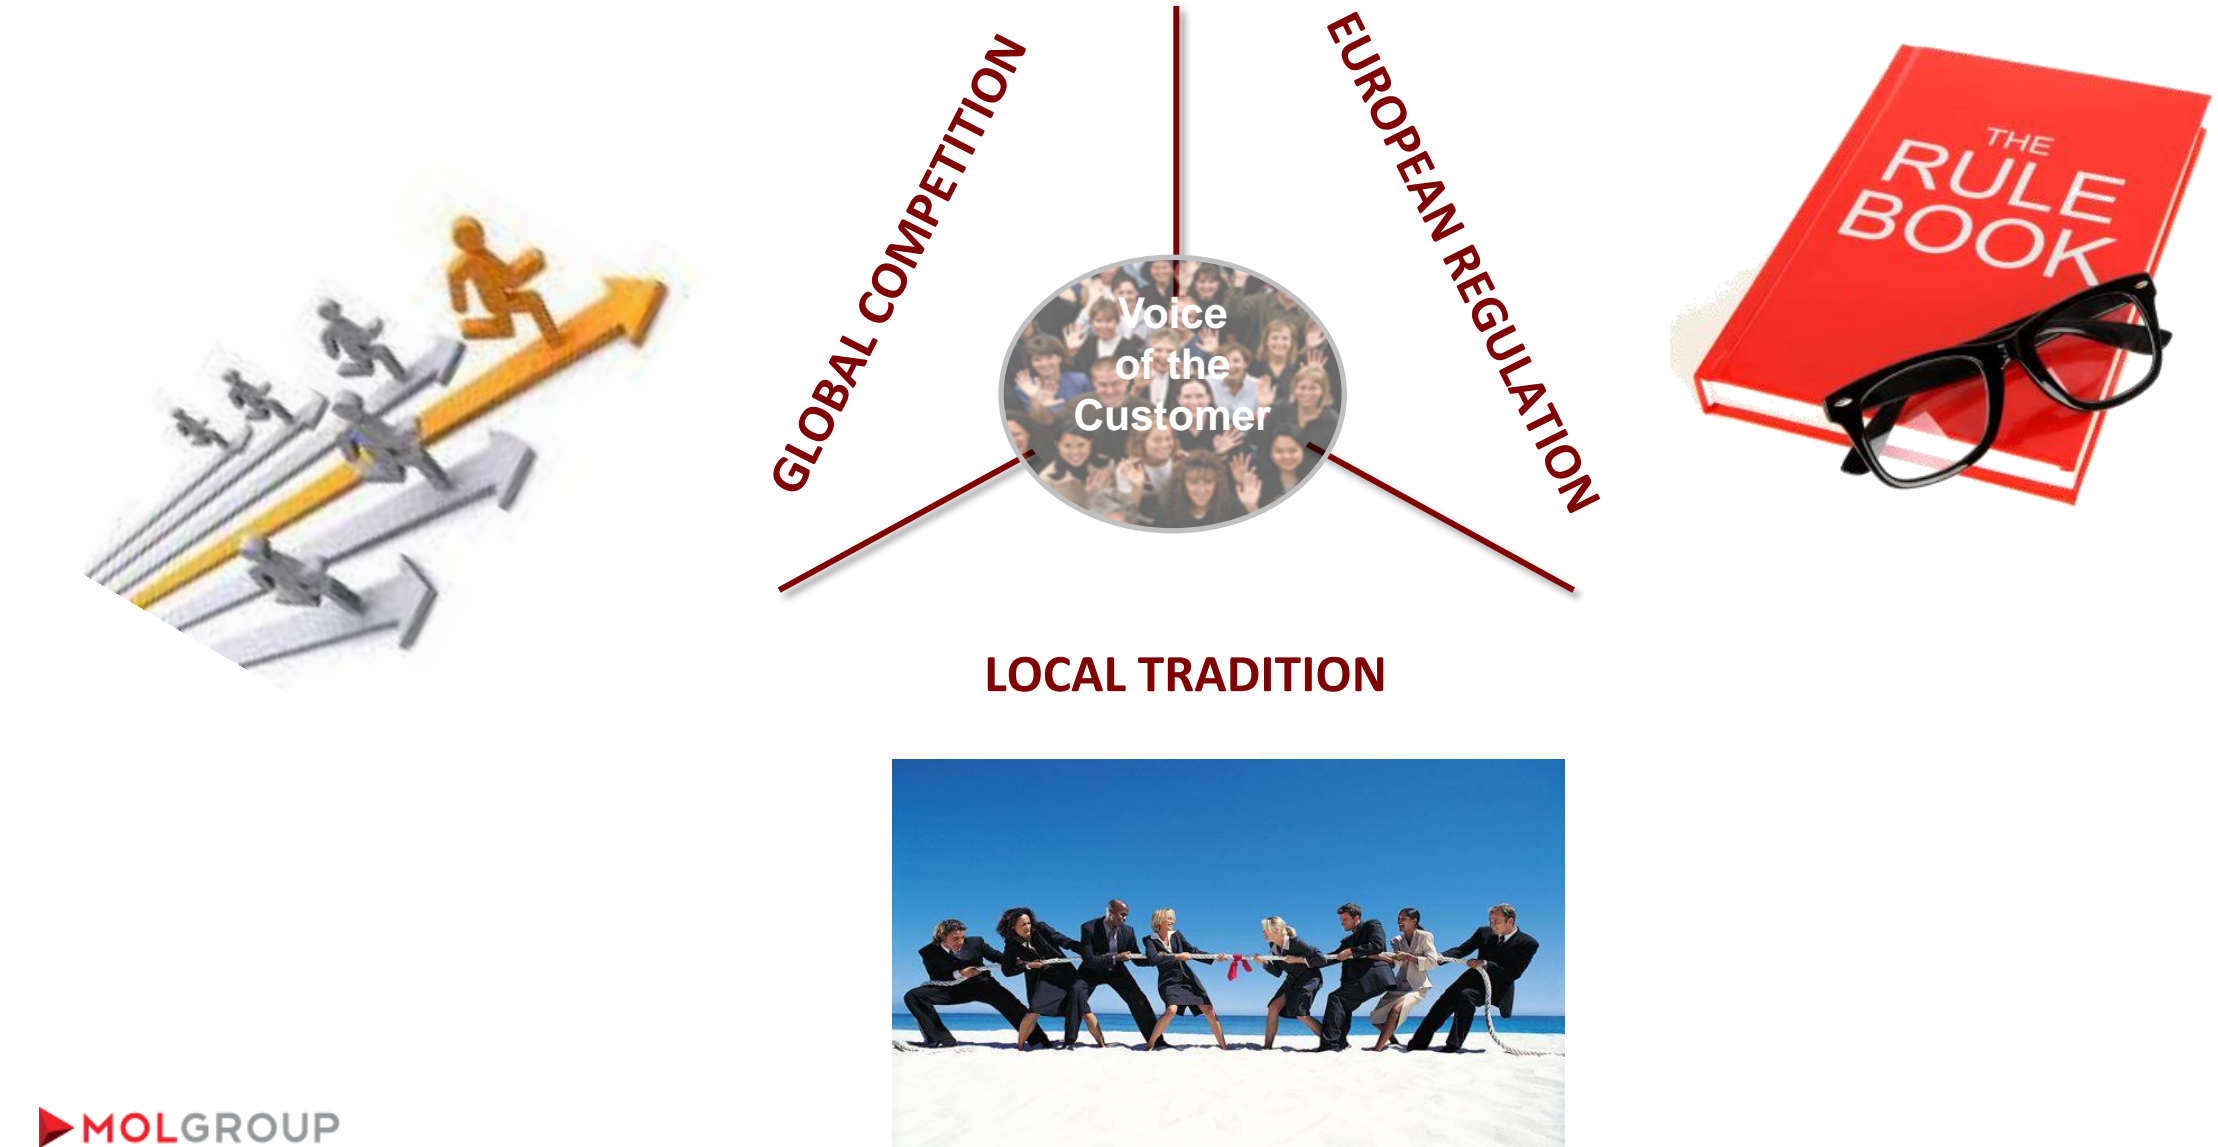 GLOBAL COMPETITION
EUROPEAN REGULATION
THE
RULE
BOOK
Voice
of the
Customer
LOCAL TRADITION
MOLGROUP